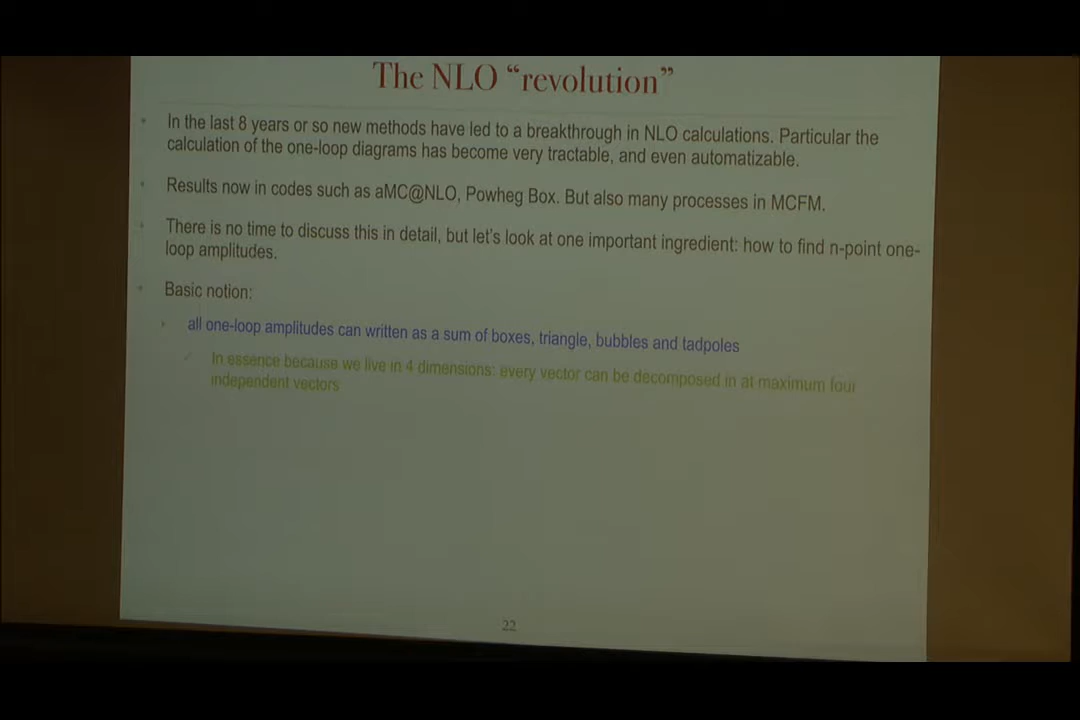 The NLO “revolution”
In the last 8 years or so new methods have led to a breakthrough in NLO calculations. Particular the
calculation of the one-loop diagrams has become very tractable, and even automatizable.
Results now in codes such as aMC@NLO, Powheg Box. But also many processes in MCFM.
There is no time to discuss this in detail, but let's look at one important ingredient: how to find n-point one-
loop amplitudes.
Basic notion:
all one-loop amplitudes can written as a sum of boxes, triangle, bubbles and tadpoles
In essence because we live in 4 dimensions: every vector can be decomposed in at maximum four
independent vectors
22